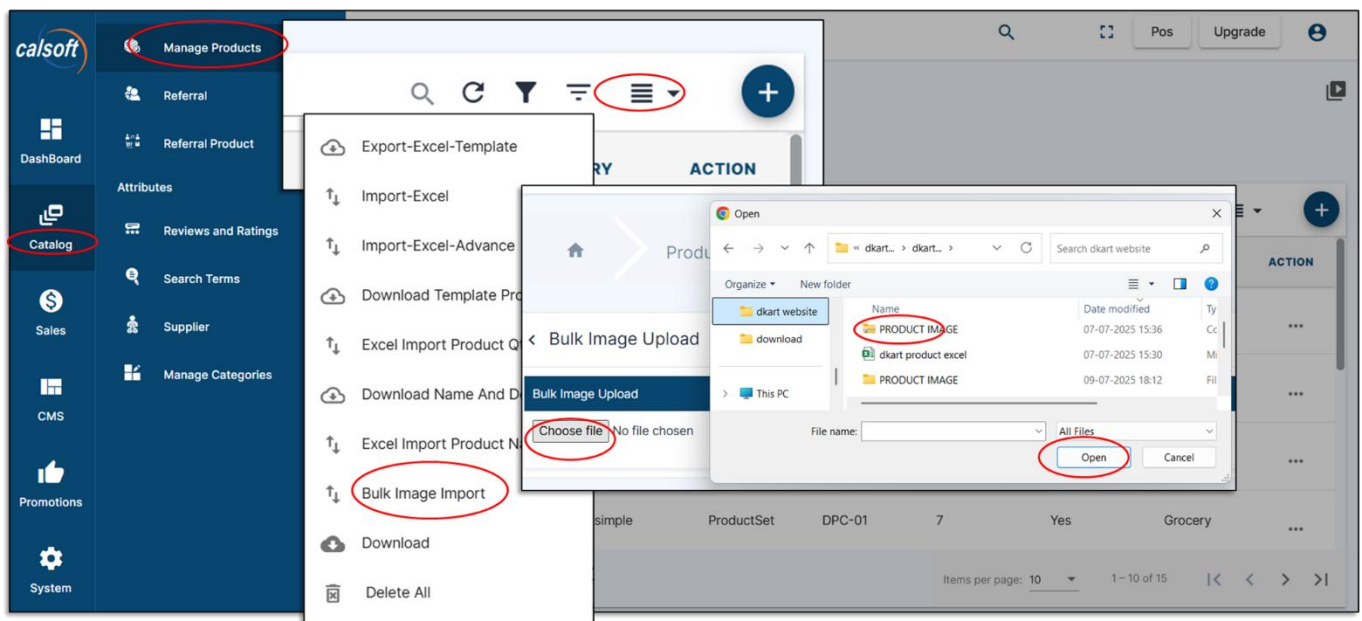 calsoft
DashBoard
Catalog
Sales
CMS
Promotions
System
Manage Products
Referral
Referral Product
Attributes
Reviews and Ratings
Search Terms
Supplier
Manage Categories
Pos
Upgrade
RY ACTION
Export-Excel-Template
Import-Excel
Import-Excel-Advance
Download Template Pro
Excel Import Product Q
Download Name And D
Excel Import Product N
Bulk Image Import
Download
Delete All
Produ
Bulk Image Upload
Bulk Image Upload
Choose file No file chosen
Open
« dkart... › dkart... ›
Search dkart website
Organize
New folder
dkart website
download
This PC
Name Date modified Ty
PRODUCT IMAGE 07-07-2025 15:36 Cc
dkart product excel 07-07-2025 15:30 Mi
PRODUCT IMAGE 09-07-2025 18:12 Fil
File name:
All Files
Open Cancel
ACTION
simple ProductSet DPC-01 7 Yes Grocery
Items per page: 10 1 – 10 of 15